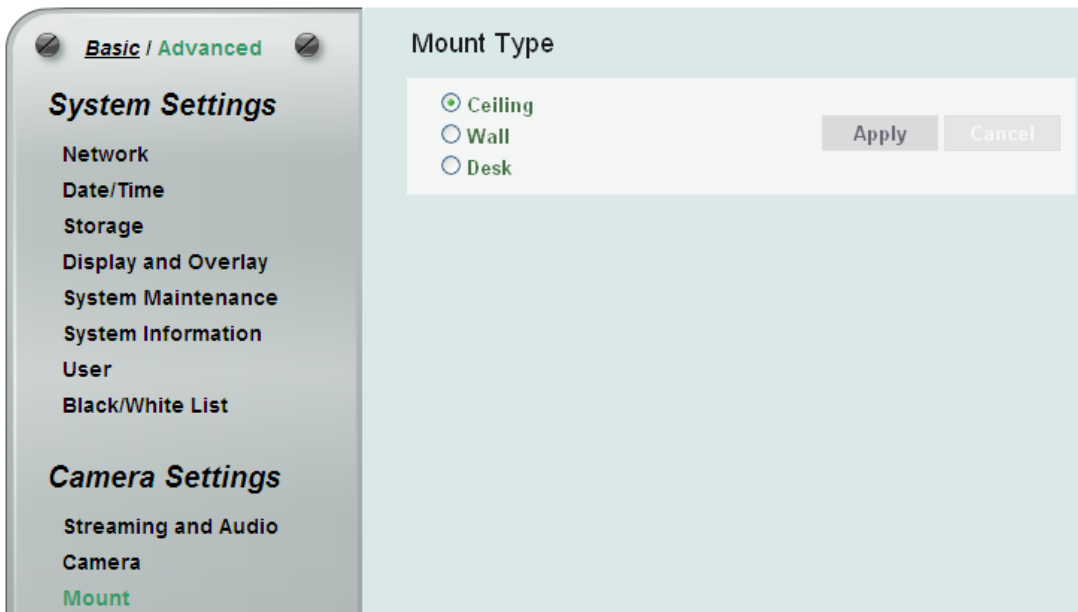 Basic / Advanced
System Settings
Network
Date/Time
Storage
Display and Overlay
System Maintenance
System Information
User
Black/White List
Camera Settings
Streaming and Audio
Camera
Mount
Mount Type
Ceiling
Wall
Desk
Apply
Cancel